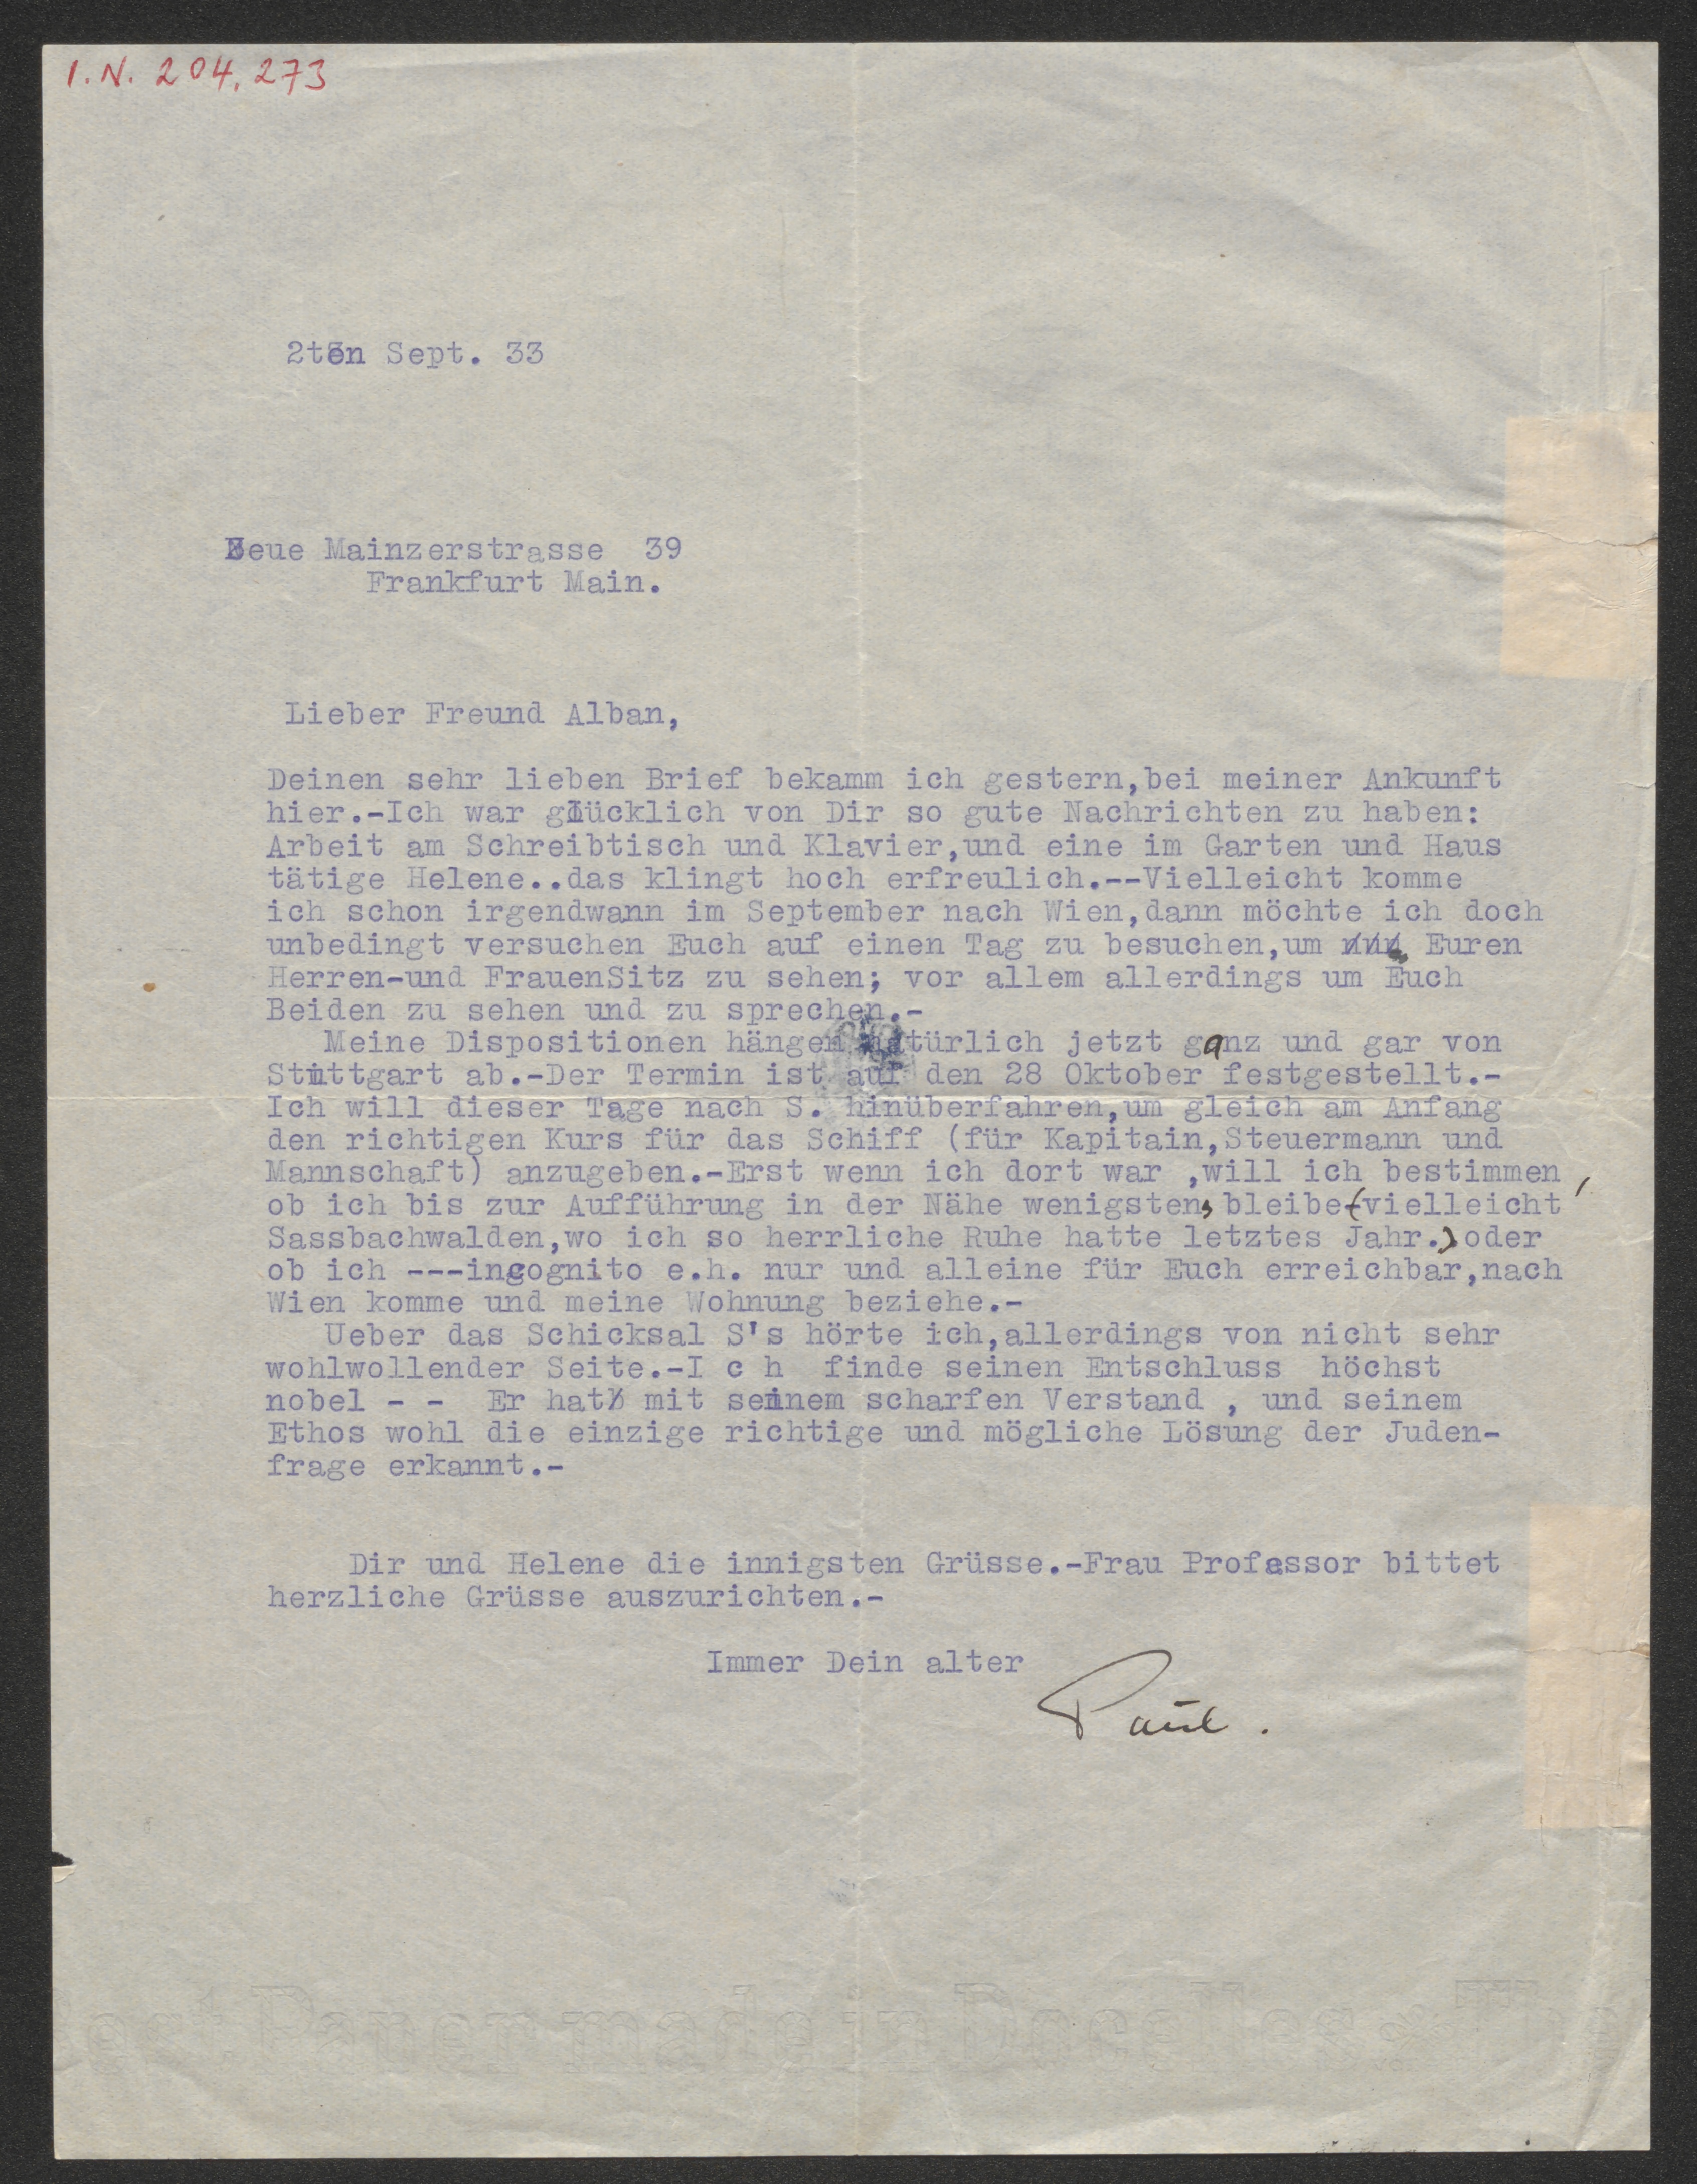 I.N. 204.273
2ten Sept. 33
Neue Mainzerstrasse 39
Frankfurt Main.
Lieber Freund Alban,
Deinen sehr lieben Brief bekamm ich gestern,bei meiner Ankunft
hier.-Ich war glücklich von Dir so gute Nachrichten zu haben:
Arbeit am Schreibtisch und Klavier,und eine im Garten und Haus
tätige Helene..das klingt hoch erfreulich.--Vielleicht komme
ich schon irgendwann im September nach Wien,dann möchte ich doch
unbedingt versuchen Euch auf einen Tag zu besuchen,um Euren
Herren-und FrauenSitz zu sehen; vor allem allerdings um Euch
Beiden zu sehen und zu sprechen.-
Meine Dispositionen hängen natürlich jetzt ganz und gar von
Stuttgart ab.-Der Termin ist auf den 28 Oktober festgestellt.-
Ich will dieser Tage nach S. hinüberfahren,um gleich am Anfang
den richtigen Kurs für das Schiff (für Kapitain,Steuermann und
Mannschaft) anzugeben.-Erst wenn ich dort war ,will ich bestimmen,
ob ich bis zur Aufführung in der Nähe wenigstens bleibe(vielleicht
Sassbachwalden,wo ich so herrliche Ruhe hatte letztes Jahr.)oder
ob ich ---incognito e.h. nur und alleine für Euch erreichbar,nach
Wien komme und meine Wohnung beziehe.-
Ueber das Schicksal S's hörte ich,allerdings von nicht sehr
wohlwollender Seite.-I c h finde seinen Entschluss höchst
nobel - - Er hat mit seinem scharfen Verstand , und seinem
Ethos wohl die einzige richtige und mögliche Lösung der Juden-
frage erkannt.-
Dir und Helene die innigsten Grüsse.-Frau Professor bittet
herzliche Grüsse auszurichten.-
Immer Dein alter
Paul.